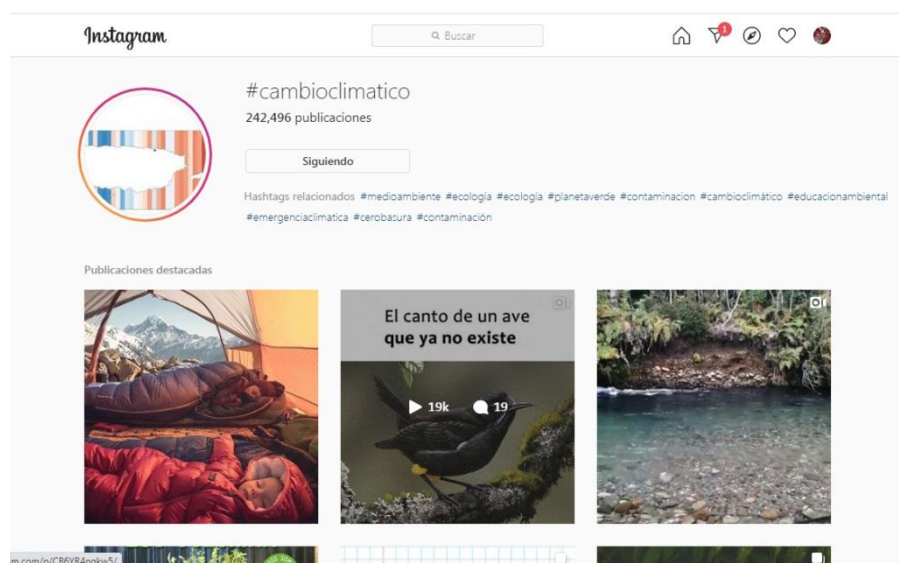 Instagram
Buscar
1
#cambioclimatico
242,496 publicaciones
Siguiendo
Hashtags relacionados #medioambiente #ecologia #ecología #planetaverde #contaminacion #cambioclimático #educacionambiental
#emergenciaclimatica #cerobasura #contaminación
Publicaciones destacadas
El canto de un ave
que ya no existe
19k 19